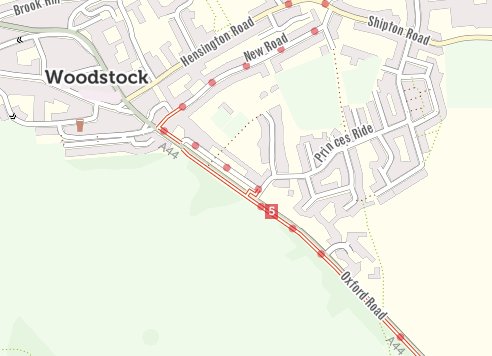 Brook Hill
Hensington Road
New Road
Shipton Road
Woodstock
A44
Princes Ride
5
Oxford Road
A44